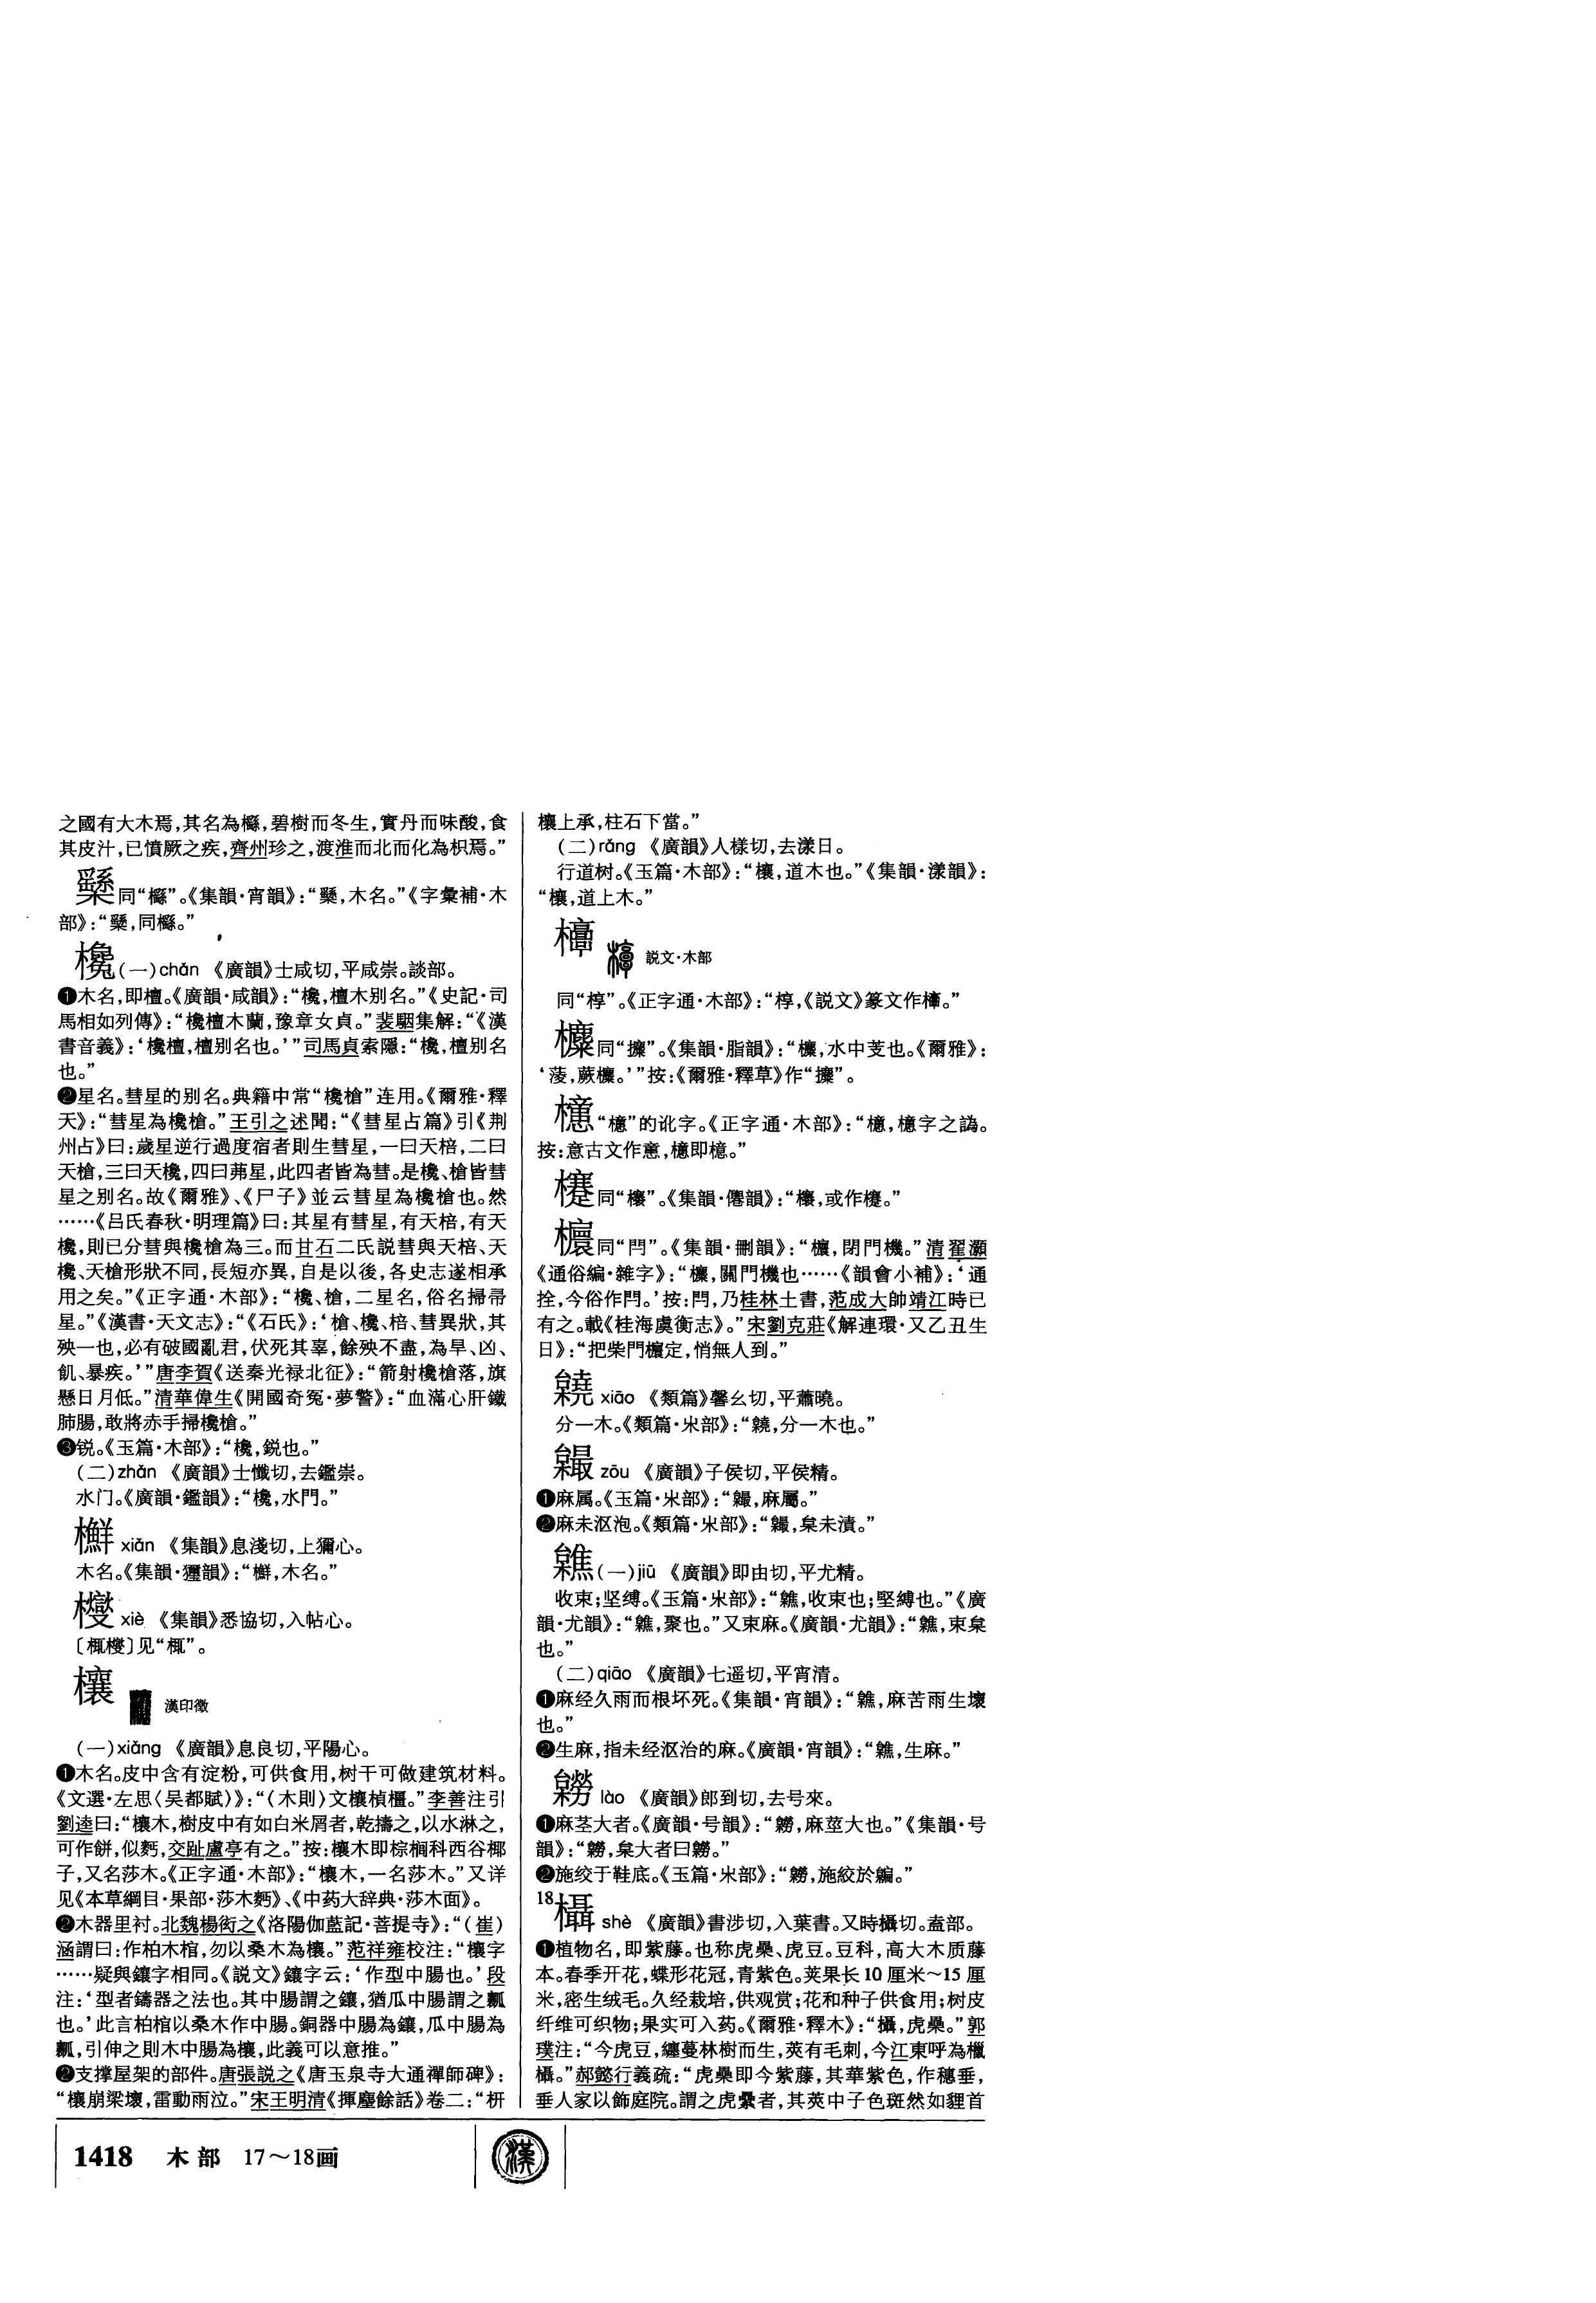 之國有大木焉,其名為櫾,碧樹而冬生,實丹而味酸,食
其皮汁,已憤厥之疾,齊州珍之,渡淮而北而化為枳焉。”
同“櫾”。《集韻·宵韻》:“,木名。”《字彙補·木
部》:“,同櫾。”
欃(一)chán 《廣韻》士咸切,平咸崇。談部。
❶木名,即檀。《廣韻·咸韻》:“欃,檀木别名。”《史記·司
馬相如列傳》:“欃檀木蘭,豫章女貞。”裴駰集解:“《漢
書音義》:‘欃檀,檀别名也。’”司馬貞索隱:“欃,檀别名
也。”
❷星名。彗星的别名。典籍中常“欃槍”连用。《爾雅·釋
天》:“彗星為欃槍。”王引之述聞:“《彗星占篇》引《荆
州占》曰:歲星逆行過度宿者則生彗星,一曰天棓,二曰
天槍,三曰天欃,四曰茀星,此四者皆為彗。是欃、槍皆彗
星之别名。故《爾雅》、《尸子》並云彗星為欃槍也。然
……《吕氏春秋·明理篇》曰:其星有彗星,有天棓,有天
欃,則已分彗與欃槍為三。而甘石二氏説彗與天棓、天
欃、天槍形狀不同,長短亦異,自是以後,各史志遂相承
用之矣。”《正字通·木部》:“欃、槍,二星名,俗名掃帚
星。”《漢書·天文志》:“《石氏》:‘槍、欃、棓、彗異狀,其
殃一也,必有破國亂君,伏死其辜,餘殃不盡,為旱、凶、
飢、暴疾。’”唐李賀《送秦光禄北征》:“箭射欃槍落,旗
懸日月低。”清華偉生《開國奇冤·夢警》:“血滿心肝鐵
肺腸,敢將赤手掃欃槍。”
❸锐。《玉篇·木部》:“欃,鋭也。”
(二)zhàn 《廣韻》士懺切,去鑑崇。
水门。《廣韻·鑑韻》:“欃,水門。”
xiǎn 《集韻》息淺切,上獮心。
木名。《集韻·獮韻》:“,木名。”
xiè 《集韻》悉協切,入帖心。
欀 漢印徵
(一)xiāng 《廣韻》息良切,平陽心。
❶木名。皮中含有淀粉,可供食用,树干可做建筑材料。
《文選·左思〈吴都賦〉》:“〈木則〉文欀楨橿。”李善注引
劉逵曰:“欀木,樹皮中有如白米屑者,乾擣之,以水淋之,
可作餅,似麪,交趾盧亭有之。”按:欀木即棕榈科西谷椰
子,又名莎木。《正字通·木部》:“欀木,一名莎木。”又详
见《本草綱目·果部·莎木麪》、《中药大辞典·莎木面》。
❷木器里衬。北魏楊衒之《洛陽伽藍記·菩提寺》:“(崔)
涵謂曰:作柏木棺,勿以桑木為欀。”范祥雍校注:“欀字
……疑與鑲字相同。《説文》鑲字云:‘作型中腸也。’段
注:‘型者鑄器之法也。其中腸謂之鑲,猶瓜中腸謂之瓤
也。’此言柏棺以桑木作中腸。銅器中腸為鑲,瓜中腸為
瓤,引伸之則木中腸為欀,此義可以意推。”
❷支撑屋架的部件。唐張説之《唐玉泉寺大通禪師碑》:
“欀崩梁壞,雷動雨泣。”宋王明清《揮麈餘話》卷二:“枅
欀上承,柱石下當。”
(二)ràng 《廣韻》人樣切,去漾日。
行道树。《玉篇·木部》:“欀,道木也。”《集韻·漾韻》:
“欀,道上木。”
説文·木部
同“椁”。《正字通·木部》:“椁,《説文》篆文作。”
同“攈”。《集韻·脂韻》:“,水中芰也。《爾雅》:
‘蔆,蕨。’”按:《爾雅·釋草》作“攈”。
“檍”的讹字。《正字通·木部》:“,檍字之譌。
按:意古文作,即檍。”
同“”。《集韻·僊韻》:“,或作。”
櫰同“閂”。《集韻·刪韻》:“,閉門機。”清翟灝
《通俗編·雜字》:“,關門機也……《韻會小補》:‘通
拴,今俗作閂。’按:閂,乃桂林土書,范成大帥靖江時已
有之。載《桂海虞衡志》。”宋劉克莊《解連環·又乙丑生
日》:“把柴門定,悄無人到。”
xiāo 《類篇》馨幺切,平蕭曉。
分一木。《類篇·𣎳部》:“,分一木也。”
zōu 《廣韻》子侯切,平侯精。
❶麻属。《玉篇·𣎳部》:“,麻屬。”
❷麻未沤泡。《類篇·𣎳部》:“,枲未漬。”
(一)jiū 《廣韻》即由切,平尤精。
收束;坚缚。《玉篇·𣎳部》:“,收束也;堅縛也。”《廣
韻·尤韻》:“,聚也。”又束麻。《廣韻·尤韻》:“,束枲
也。”
(二)qiāo 《廣韻》七遥切,平宵清。
❶麻经久雨而根坏死。《集韻·宵韻》:“,麻苦雨生壞
也。”
❷生麻,指未经沤治的麻。《廣韻·宵韻》:“,生麻。”
lào 《廣韻》郎到切,去号來。
❶麻茎大者。《廣韻·号韻》:“,麻莖大也。”《集韻·号
韻》:“,枲大者曰。”
❷施绞于鞋底。《玉篇·𣎳部》:“,施絞於編。”
18欇 shè 《廣韻》書涉切,入葉書。又時攝切。盍部。
❶植物名,即紫藤。也称虎櫐、虎豆。豆科,高大木质藤
本。春季开花,蝶形花冠,青紫色。荚果长10厘米～15厘
米,密生绒毛。久经栽培,供观赏;花和种子供食用;树皮
纤维可织物;果实可入药。《爾雅·釋木》:“欇,虎櫐。”郭
璞注:“今虎豆,纏蔓林樹而生,莢有毛刺,今江東呼為㯿
欇。”郝懿行義疏:“虎櫐即今紫藤,其華紫色,作穗垂,
垂人家以飾庭院。謂之虎櫐者,其莢中子色斑然如貍首
1418 木部 17～18画
漢